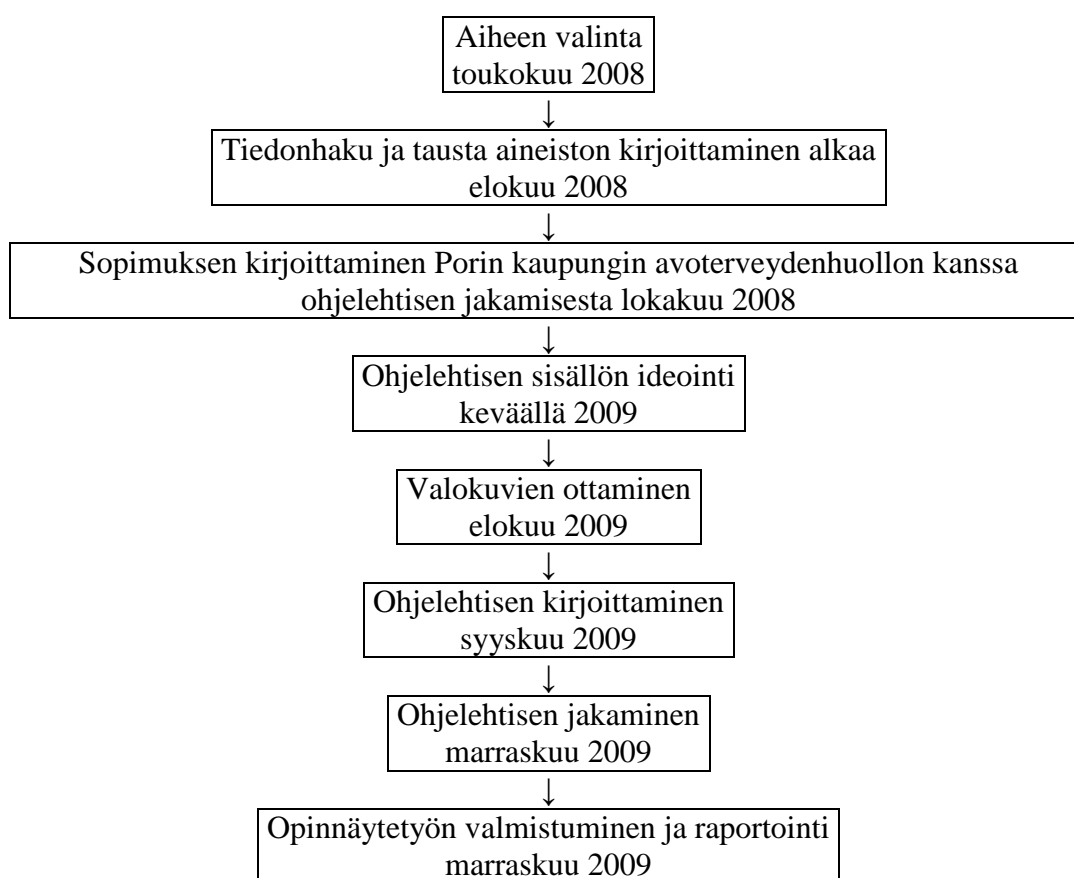 Aiheen valinta
toukokuu 2008
↓
Tiedonhaku ja tausta aineiston kirjoittaminen alkaa
elokuu 2008
↓
Sopimuksen kirjoittaminen Porin kaupungin avoterveydenhuollon kanssa
ohjelehtisen jakamisesta lokakuu 2008
↓
Ohjelehtisen sisällön ideointi
keväällä 2009
↓
Valokuvien ottaminen
elokuu 2009
↓
Ohjelehtisen kirjoittaminen
syyskuu 2009
↓
Ohjelehtisen jakaminen
marraskuu 2009
↓
Opinnäytetyön valmistuminen ja raportointi
marraskuu 2009